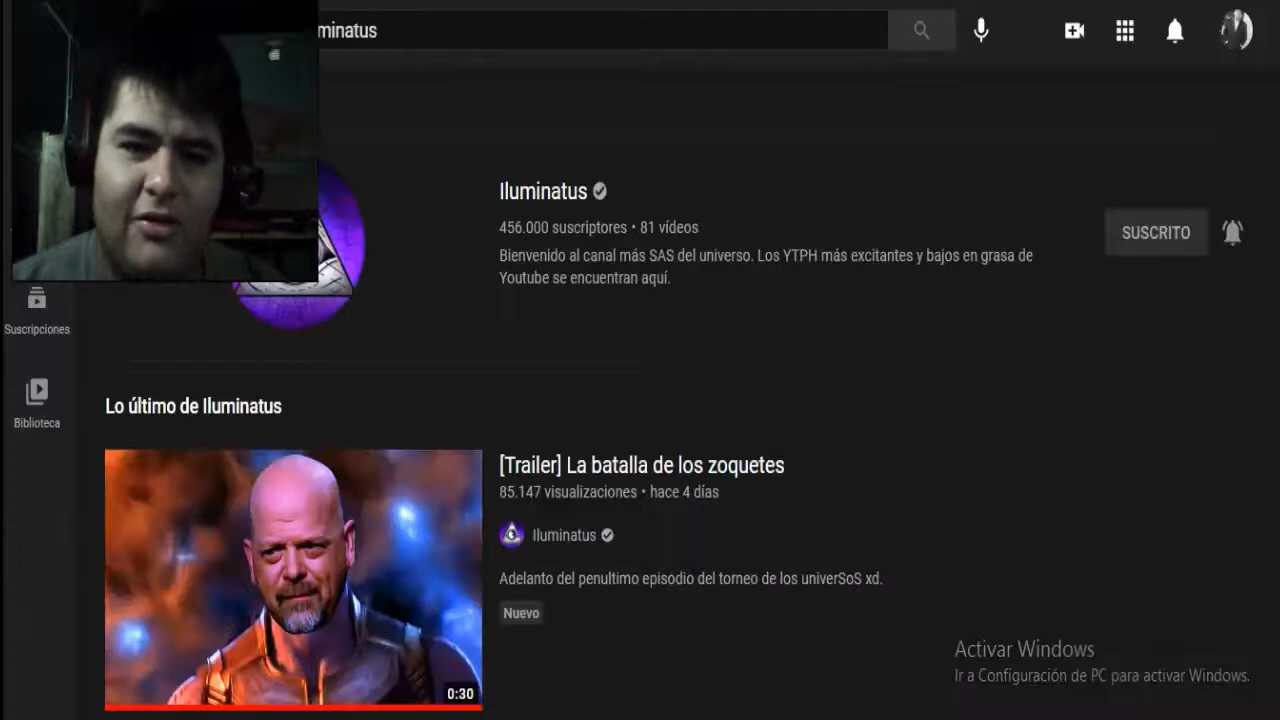 minatus
Iluminatus
456.000 suscriptores • 81 vídeos
SUSCRITO
Bienvenido al canal más SAS del universo. Los YTPH más excitantes y bajos en grasa de
Youtube se encuentran aquí.
Suscripciones
Biblioteca
Lo último de Iluminatus
[Trailer] La batalla de los zoquetes
85.147 visualizaciones • hace 4 días
Iluminatus
Adelanto del penultimo episodio del torneo de los univerSoS xd.
Nuevo
0:30
Activar Windows
Ir a Configuración de PC para activar Windows.